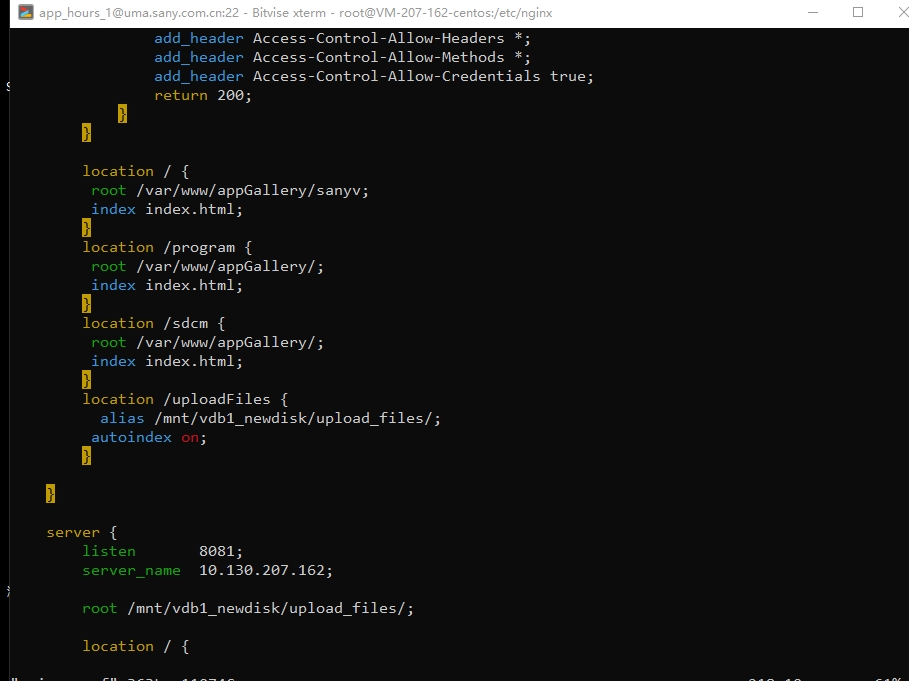 app_hours_1@uma.sany.com.cn:22 - Bitvise xterm - root@VM-207-162-centos:/etc/nginx
add_header Access-Control-Allow-Headers *;
add_header Access-Control-Allow-Methods *;
add_header Access-Control-Allow-Credentials true;
return 200;
}
}
location / {
root /var/www/appGallery/sanyv;
index index.html;
}
location /program {
root /var/www/appGallery/;
index index.html;
}
location /sdcm {
root /var/www/appGallery/;
index index.html;
}
location /uploadFiles {
alias /mnt/vdb1_newdisk/upload_files/;
autoindex on;
}
}
server {
listen 8081;
server_name 10.130.207.162;
root /mnt/vdb1_newdisk/upload_files/;
location / {